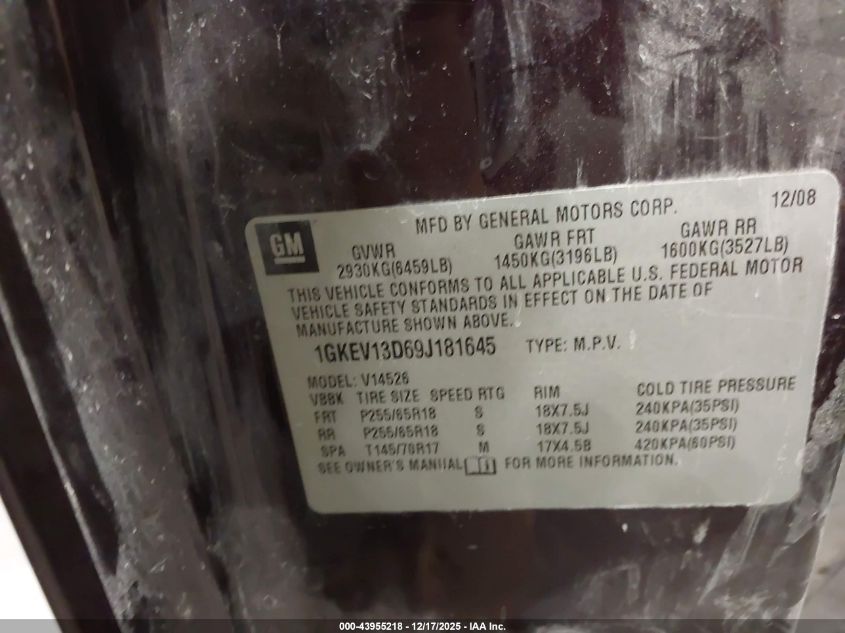 12/08
GM
MFD BY GENERAL MOTORS CORP.
GVWR GAWR FRT GAWR RR
2930KG(6459LB) 1450KG(3196LB) 1600KG(3527LB)
THIS VEHICLE CONFORMS TO ALL APPLICABLE U.S. FEDERAL MOTOR
VEHICLE SAFETY STANDARDS IN EFFECT ON THE DATE OF
MANUFACTURE SHOWN ABOVE.
1GKEV13D69J181645 TYPE: M.P.V.
MODEL: V14526
VBBK TIRE SIZE SPEED RTG RIM COLD TIRE PRESSURE
FRT P255/65R18 S 18X7.5J 240KPA(35PSI)
RR P255/65R18 S 18X7.5J 240KPA(35PSI)
SPA T145/70R17 M 17X4.5B 420KPA(60PSI)
SEE OWNER'S MANUAL FOR MORE INFORMATION.
000-43955218 - 12/17/2025 - IAA Inc.